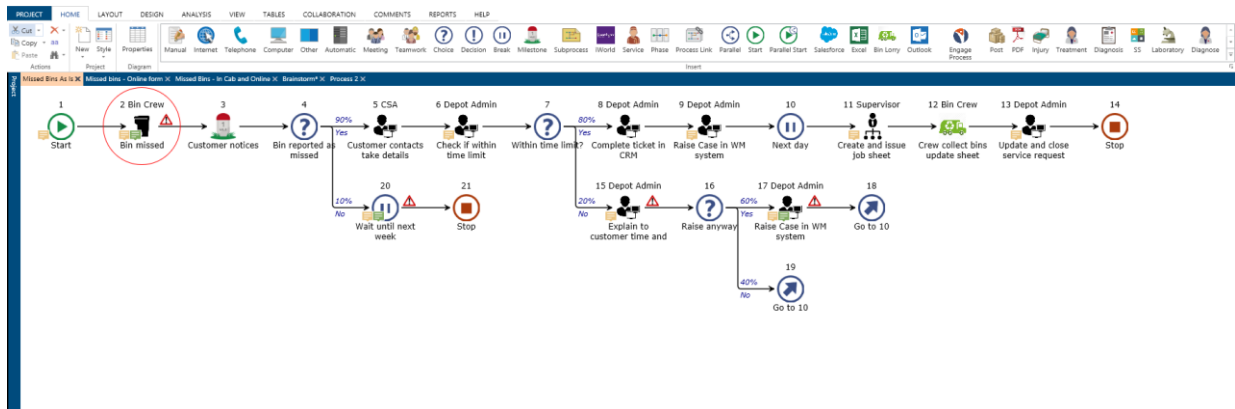 PROJECT HOME LAYOUT DESIGN ANALYSIS VIEW TABLES COLLABORATION COMMENTS REPORTS HELP
Cut
Copy
Paste
New Style Properties Manual Internet Telephone Computer Other Automatic Meeting Teamwork Choice Decision Break Milestone Subprocess iWorld Service Phase Process Link Parallel Start Parallel Start Salesforce Excel Bin Lorry Outlook Engage Process Post PDF Injury Treatment Diagnosis SS Laboratory Diagnose
Actions Project Diagram Insert
Missed Bins As Is X Missed bins - Online form X Missed Bins - In Cab and Online X Brainstorm* X Process 2 X
Project
1 2 Bin Crew 3 4 5 CSA 6 Depot Admin 7 8 Depot Admin 9 Depot Admin 10 11 Supervisor 12 Bin Crew 13 Depot Admin 14
90% 80%
Yes Yes
Start Bin missed Customer notices Bin reported as Customer contacts Check if within Within time limit? Complete ticket in Raise Case in WM Next day Create and issue Crew collect bins Update and close Stop
missed take details time limit CRM system job sheet update sheet service request
20 21 15 Depot Admin 16 17 Depot Admin 18
10% 20% 60%
No No Yes
Wait until next Stop Explain to Raise anyway Raise Case in WM Go to 10
week customer time and system
19
40%
No
Go to 10